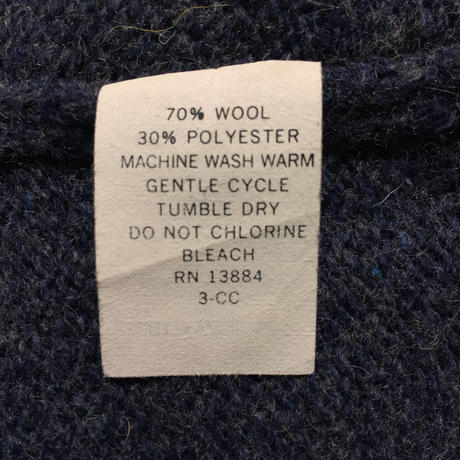 70% WOOL
30% POLYESTER
MACHINE WASH WARM
GENTLE CYCLE
TUMBLE DRY
DO NOT CHLORINE
BLEACH
RN 13884
3-CC